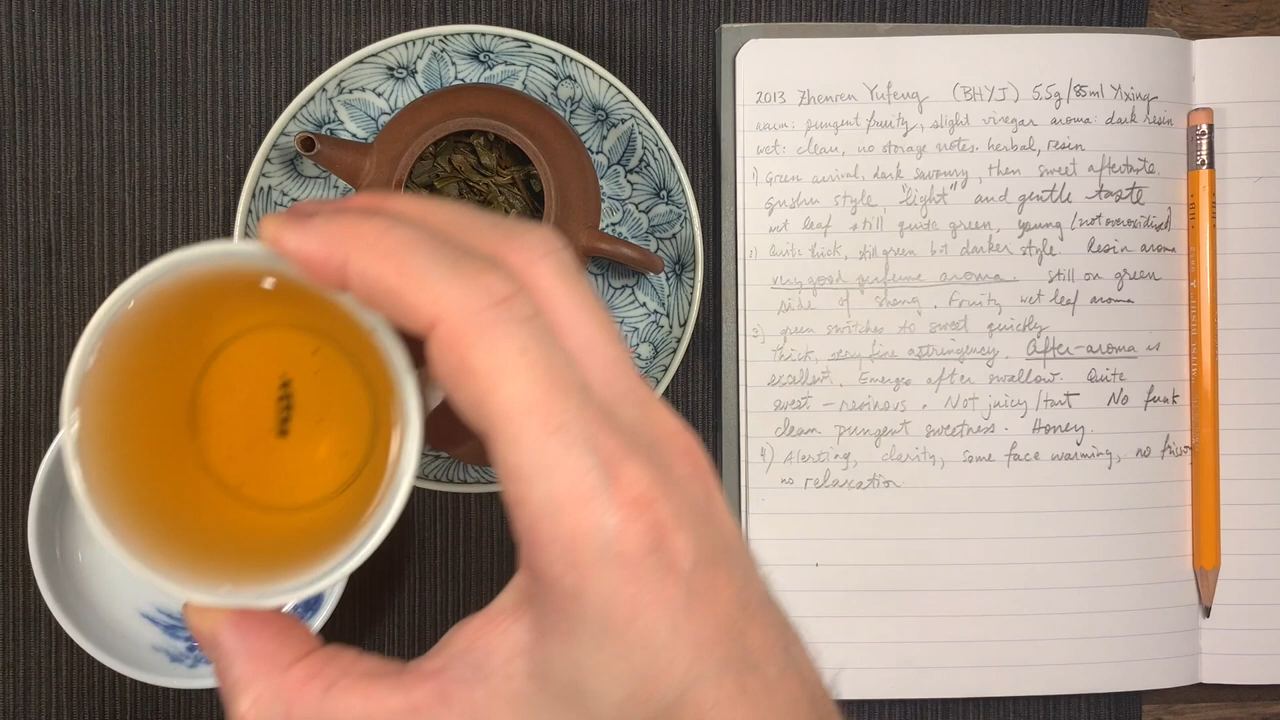 2013 Zhenren Yufeng (BHYJ) 5.5g/85ml Yixing
warm: pungent fruity, slight vinegar aroma: dark resin
wet: clean, no storage notes. herbal, resin
1) Green arrival, dark savoury, then sweet aftertaste.
gushu style, "light" and gentle taste
wet leaf still quite green, young (not overoxidised)
2) Quite thick, still green but darker style. Resin aroma
very good perfume aroma. still on green
side of sheng. Fruity wet leaf aroma
3) green switches to sweet quickly
Thick, very fine astringency. After-aroma is
excellent. Emerges after swallow. Quite
sweet - resinous. Not juicy/tart No funk
clean pungent sweetness. Honey.
4) Alerting, clarity, some face warming, no frisson
no relaxation
HB